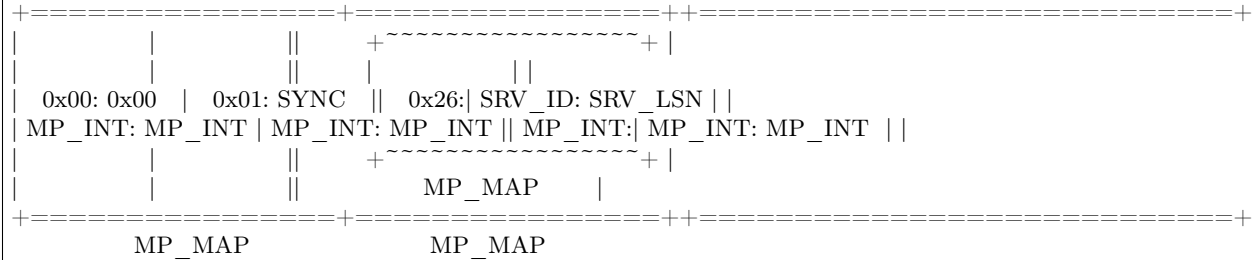 +================+================++============================+
| | || +~~~~~~~~~~~~~~~~~+ |
| | || | | |
| 0x00: 0x00 | 0x01: SYNC || 0x26:| SRV_ID: SRV_LSN | |
| MP_INT: MP_INT | MP_INT: MP_INT || MP_INT:| MP_INT: MP_INT | |
| | || +~~~~~~~~~~~~~~~~~+ |
| | || MP_MAP |
+================+================++============================+
MP_MAP MP_MAP